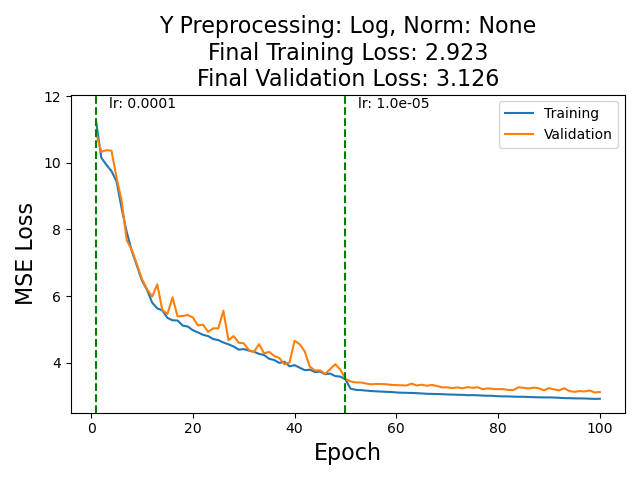 Y Preprocessing: Log, Norm: None
Final Training Loss: 2.923
Final Validation Loss: 3.126
lr: 0.0001
lr: 1.0e-05
Training
Validation
MSE Loss
12
10
8
6
4
0
20
40
60
80
100
Epoch